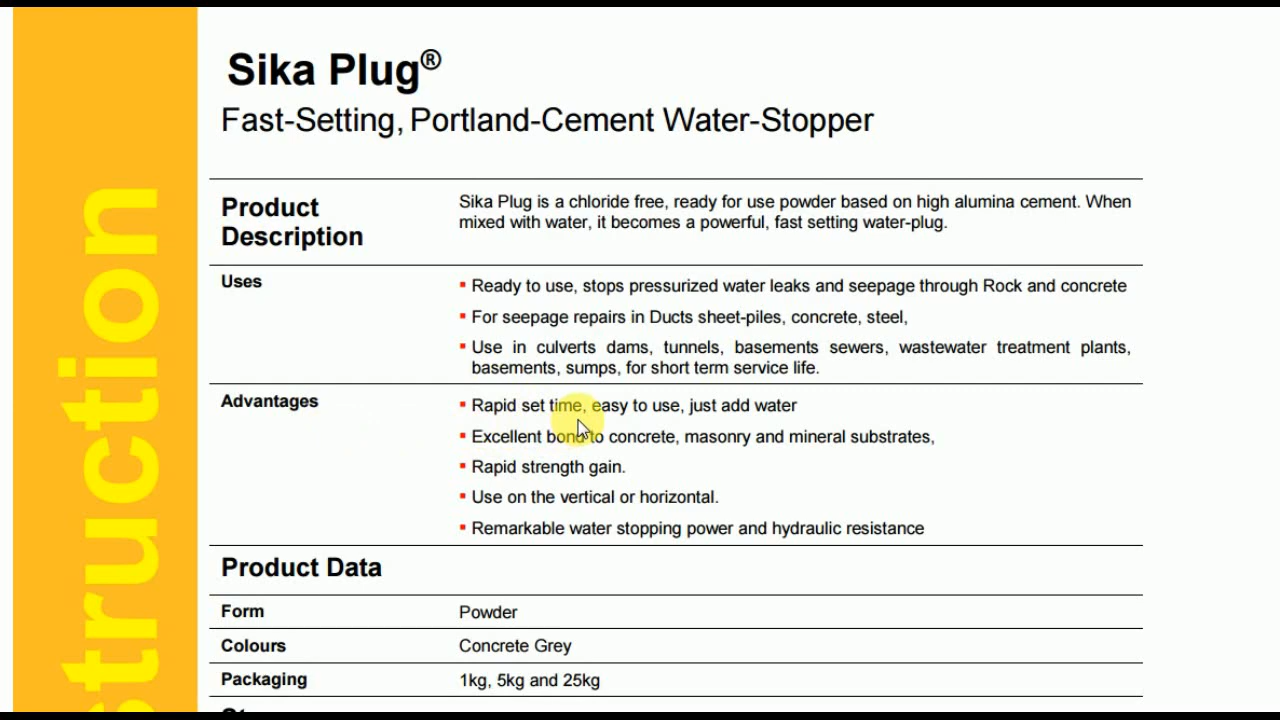 Sika Plug®
Fast-Setting, Portland-Cement Water-Stopper
Product
Description
Sika Plug is a chloride free, ready for use powder based on high alumina cement. When
mixed with water, it becomes a powerful, fast setting water-plug.
Uses
▪ Ready to use, stops pressurized water leaks and seepage through Rock and concrete
▪ For seepage repairs in Ducts sheet-piles, concrete, steel,
▪ Use in culverts dams, tunnels, basements sewers, wastewater treatment plants,
basements, sumps, for short term service life.
Advantages
▪ Rapid set time, easy to use, just add water
▪ Excellent bond to concrete, masonry and mineral substrates,
▪ Rapid strength gain.
▪ Use on the vertical or horizontal.
▪ Remarkable water stopping power and hydraulic resistance
Product Data
Form
Powder
Colours
Concrete Grey
Packaging
1kg, 5kg and 25kg
struction